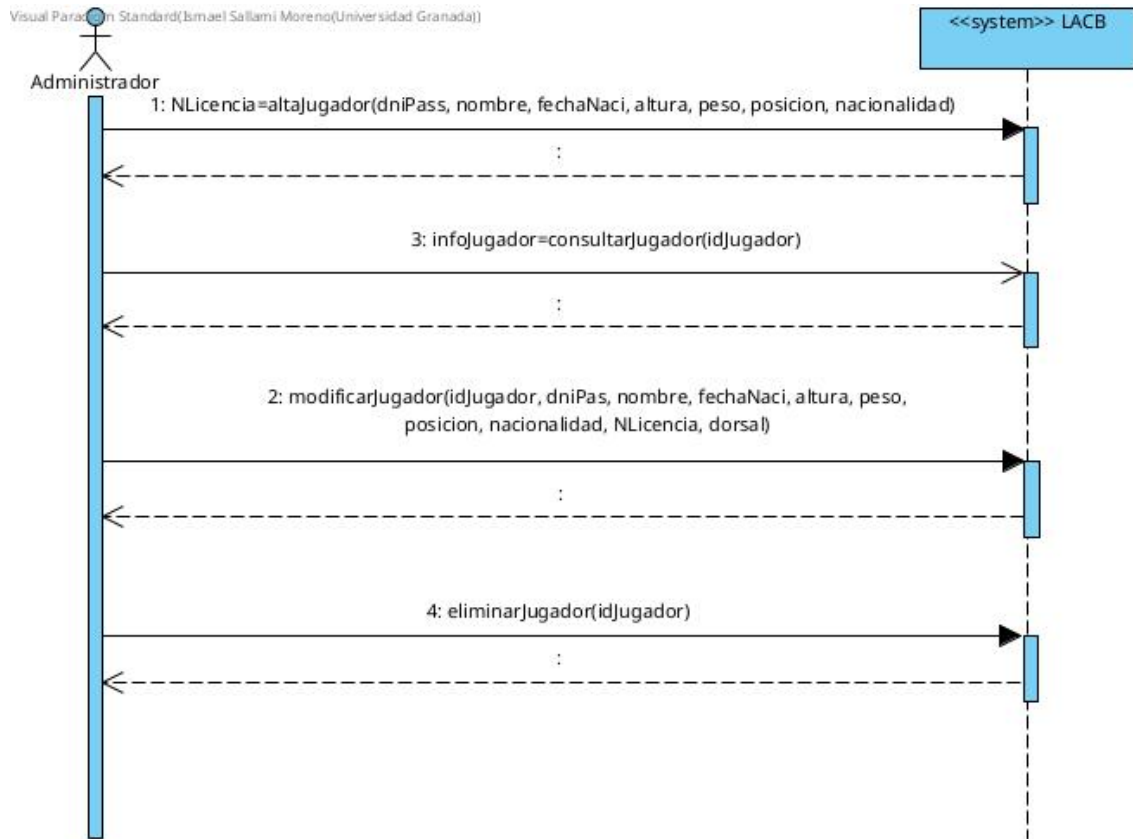 Visual Paradigm Standard(Ismael Sallami Moreno(Universidad Granada))
<<system>> LACB
Administrador
1: NLicencia=altaJugador(dniPass, nombre, fechaNaci, altura, peso, posicion, nacionalidad)
:
3: infoJugador=consultarJugador(idJugador)
:
2: modificarJugador(idJugador, dniPas, nombre, fechaNaci, altura, peso,
posicion, nacionalidad, NLicencia, dorsal)
:
4: eliminarJugador(idJugador)
: